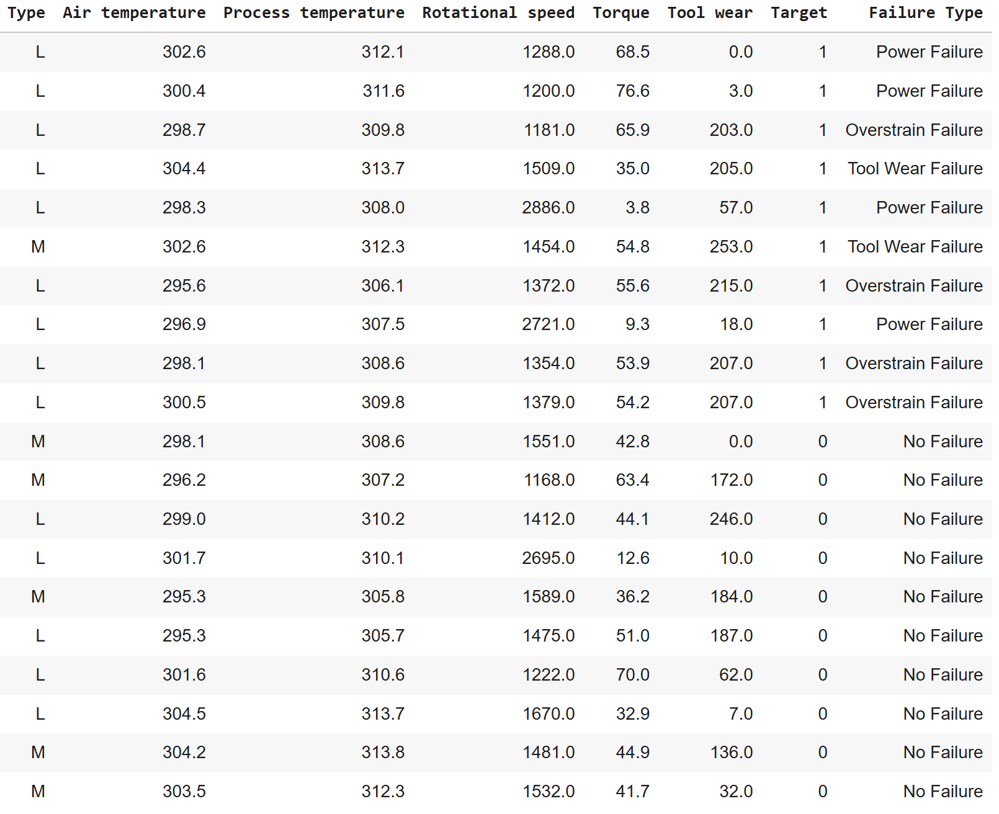 Type Air temperature Process temperature Rotational speed Torque Tool wear Target Failure Type
L 302.6 312.1 1288.0 68.5 0.0 1 Power Failure
L 300.4 311.6 1200.0 76.6 3.0 1 Power Failure
L 298.7 309.8 1181.0 65.9 203.0 1 Overstrain Failure
L 304.4 313.7 1509.0 35.0 205.0 1 Tool Wear Failure
L 298.3 308.0 2886.0 3.8 57.0 1 Power Failure
M 302.6 312.3 1454.0 54.8 253.0 1 Tool Wear Failure
L 295.6 306.1 1372.0 55.6 215.0 1 Overstrain Failure
L 296.9 307.5 2721.0 9.3 18.0 1 Power Failure
L 298.1 308.6 1354.0 53.9 207.0 1 Overstrain Failure
L 300.5 309.8 1379.0 54.2 207.0 1 Overstrain Failure
M 298.1 308.6 1551.0 42.8 0.0 0 No Failure
M 296.2 307.2 1168.0 63.4 172.0 0 No Failure
L 299.0 310.2 1412.0 44.1 246.0 0 No Failure
L 301.7 310.1 2695.0 12.6 10.0 0 No Failure
M 295.3 305.8 1589.0 36.2 184.0 0 No Failure
L 295.3 305.7 1475.0 51.0 187.0 0 No Failure
L 301.6 310.6 1222.0 70.0 62.0 0 No Failure
L 304.5 313.7 1670.0 32.9 7.0 0 No Failure
M 304.2 313.8 1481.0 44.9 136.0 0 No Failure
M 303.5 312.3 1532.0 41.7 32.0 0 No Failure